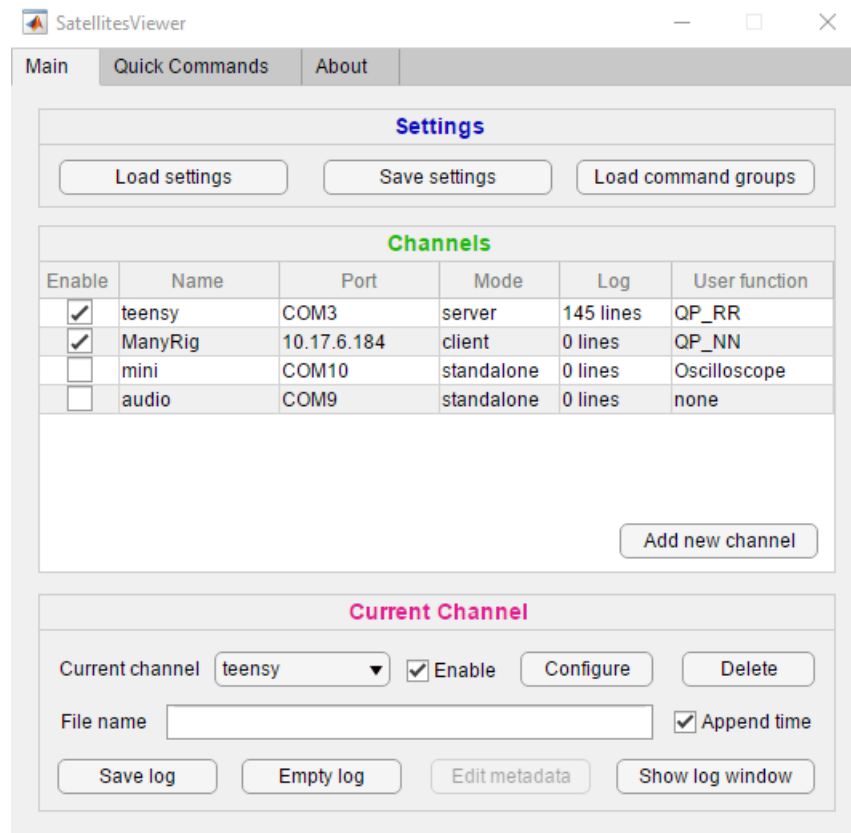 SatellitesViewer
Main Quick Commands About
Settings
Load settings Save settings Load command groups
Channels
Enable Name Port Mode Log User function
teensy COM3 server 145 lines QP_RR
ManyRig 10.17.6.184 client 0 lines QP_NN
mini COM10 standalone 0 lines Oscilloscope
audio COM9 standalone 0 lines none
Add new channel
Current Channel
Current channel teensy Enable Configure Delete
File name Append time
Save log Empty log Edit metadata Show log window